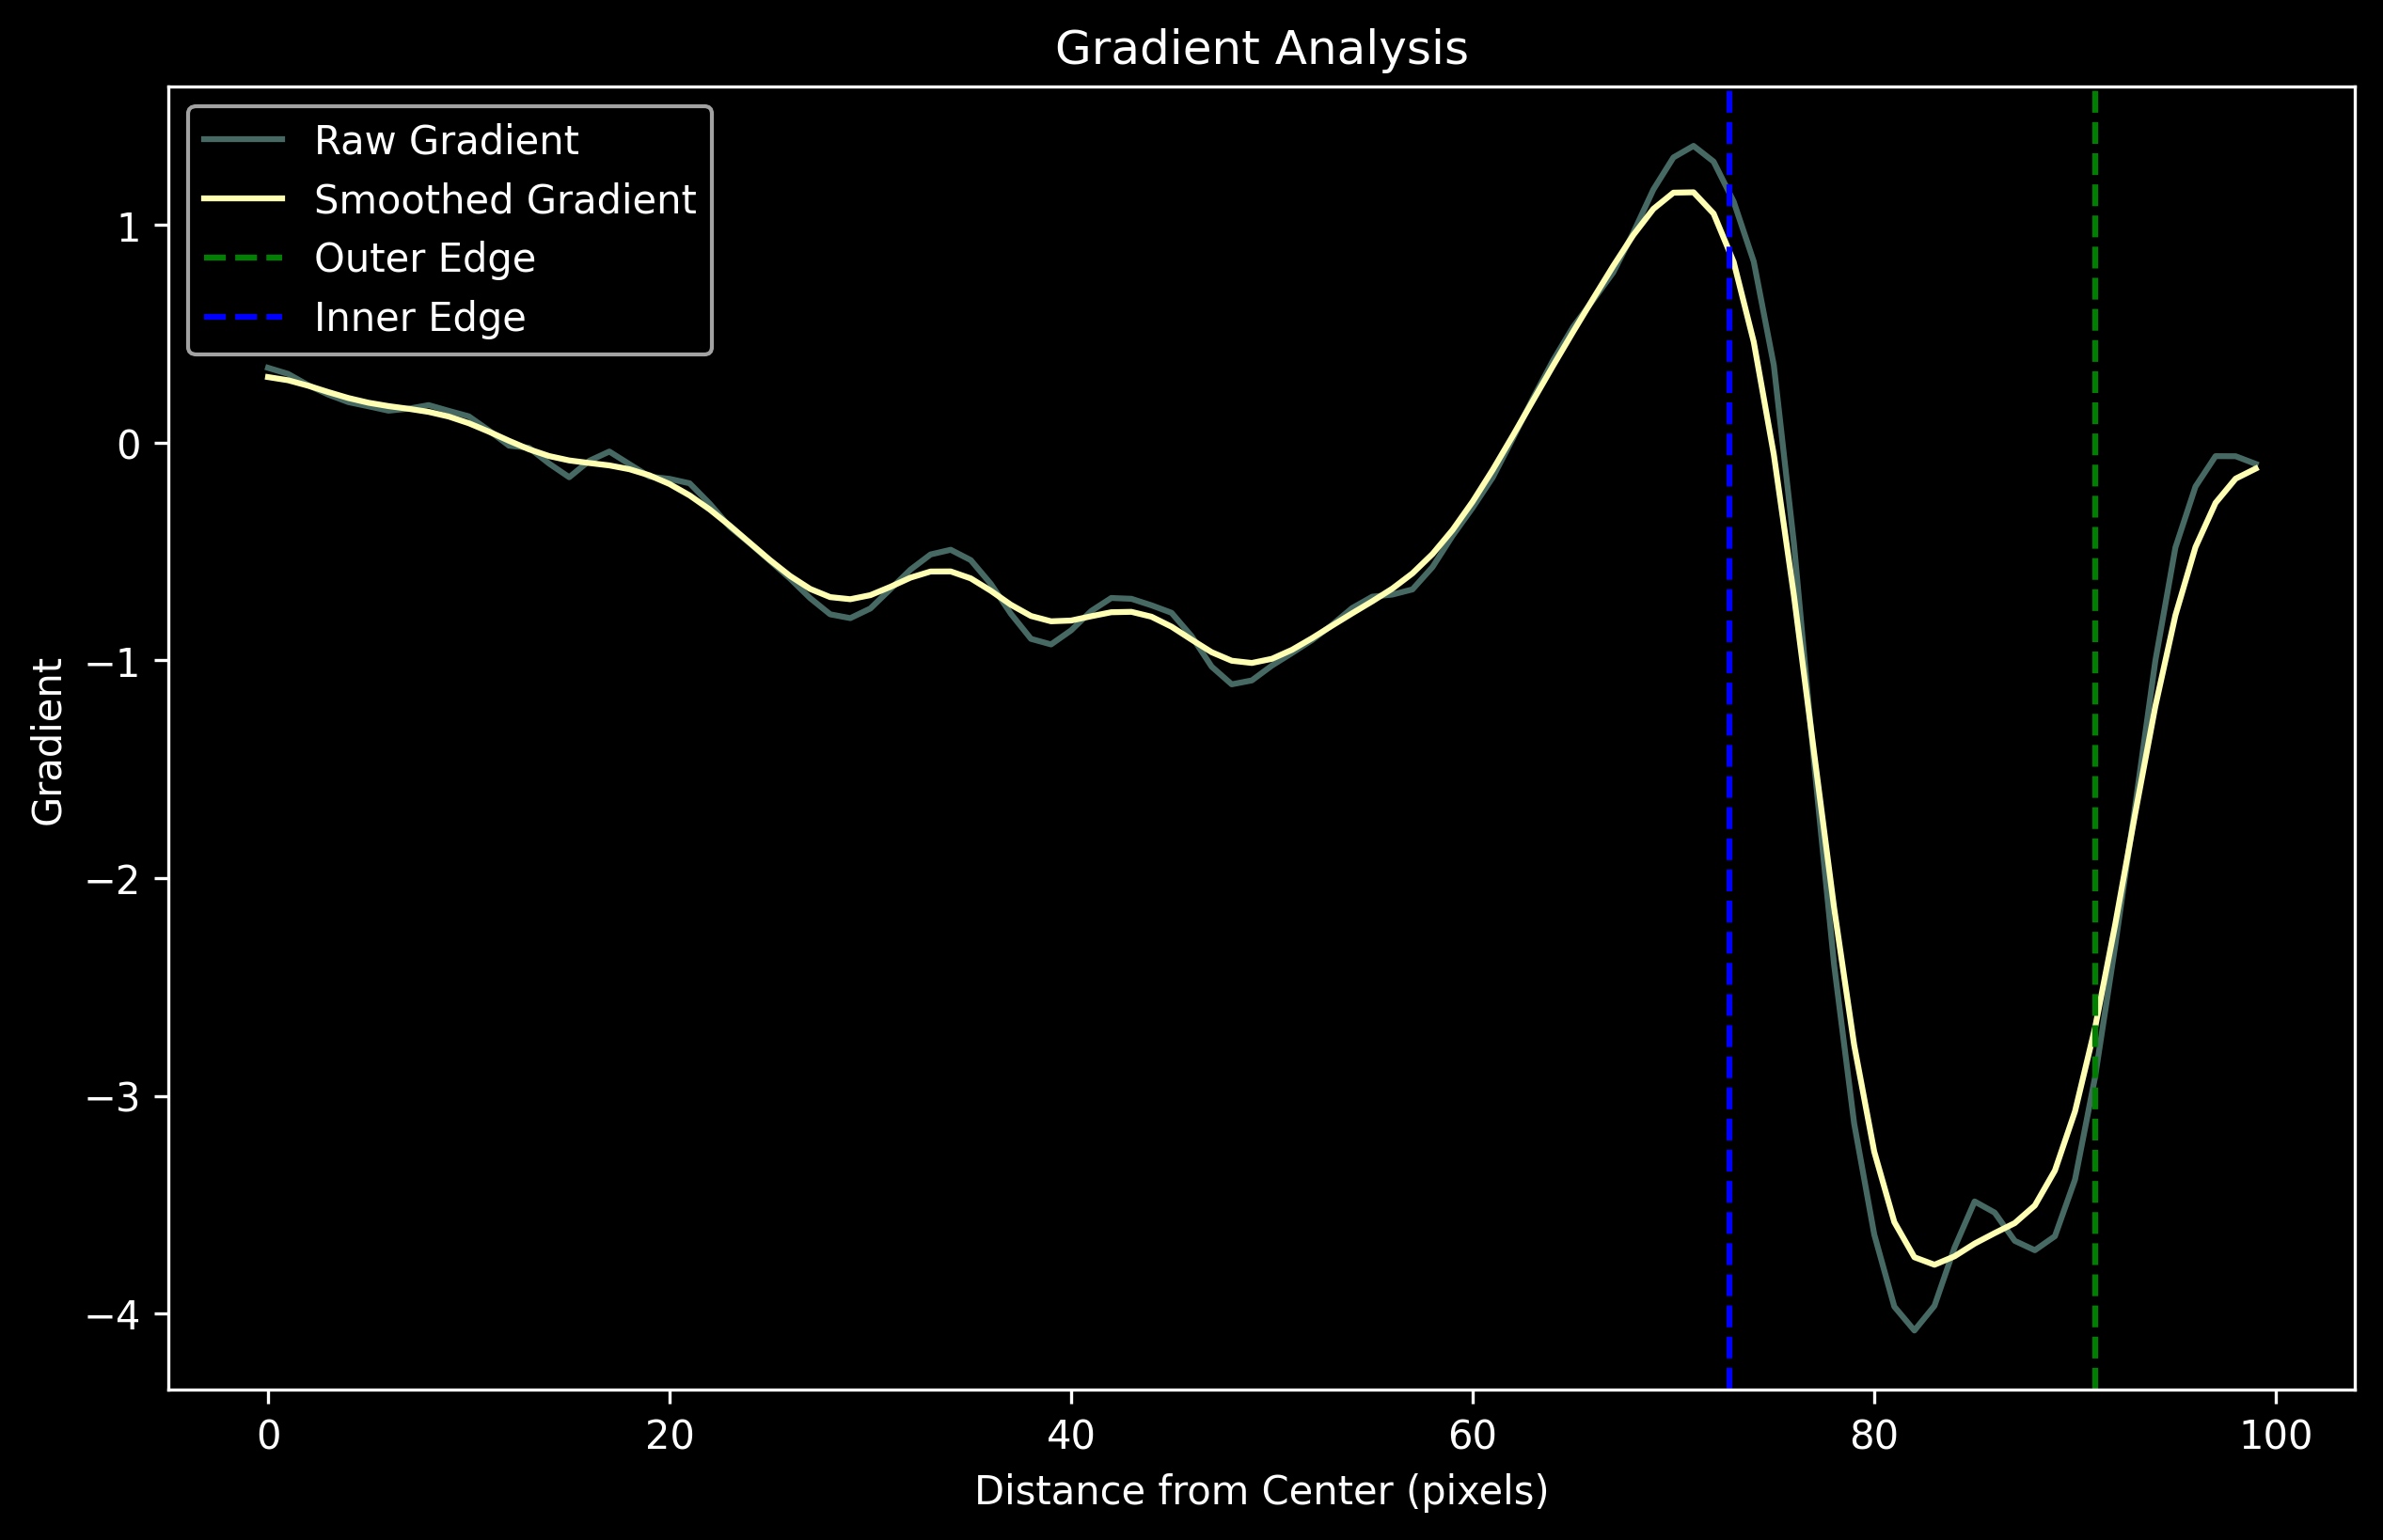 Gradient Analysis
Raw Gradient
Smoothed Gradient
Outer Edge
Inner Edge
1
0
−1
−2
−3
−4
Gradient
0 20 40 60 80 100
Distance from Center (pixels)